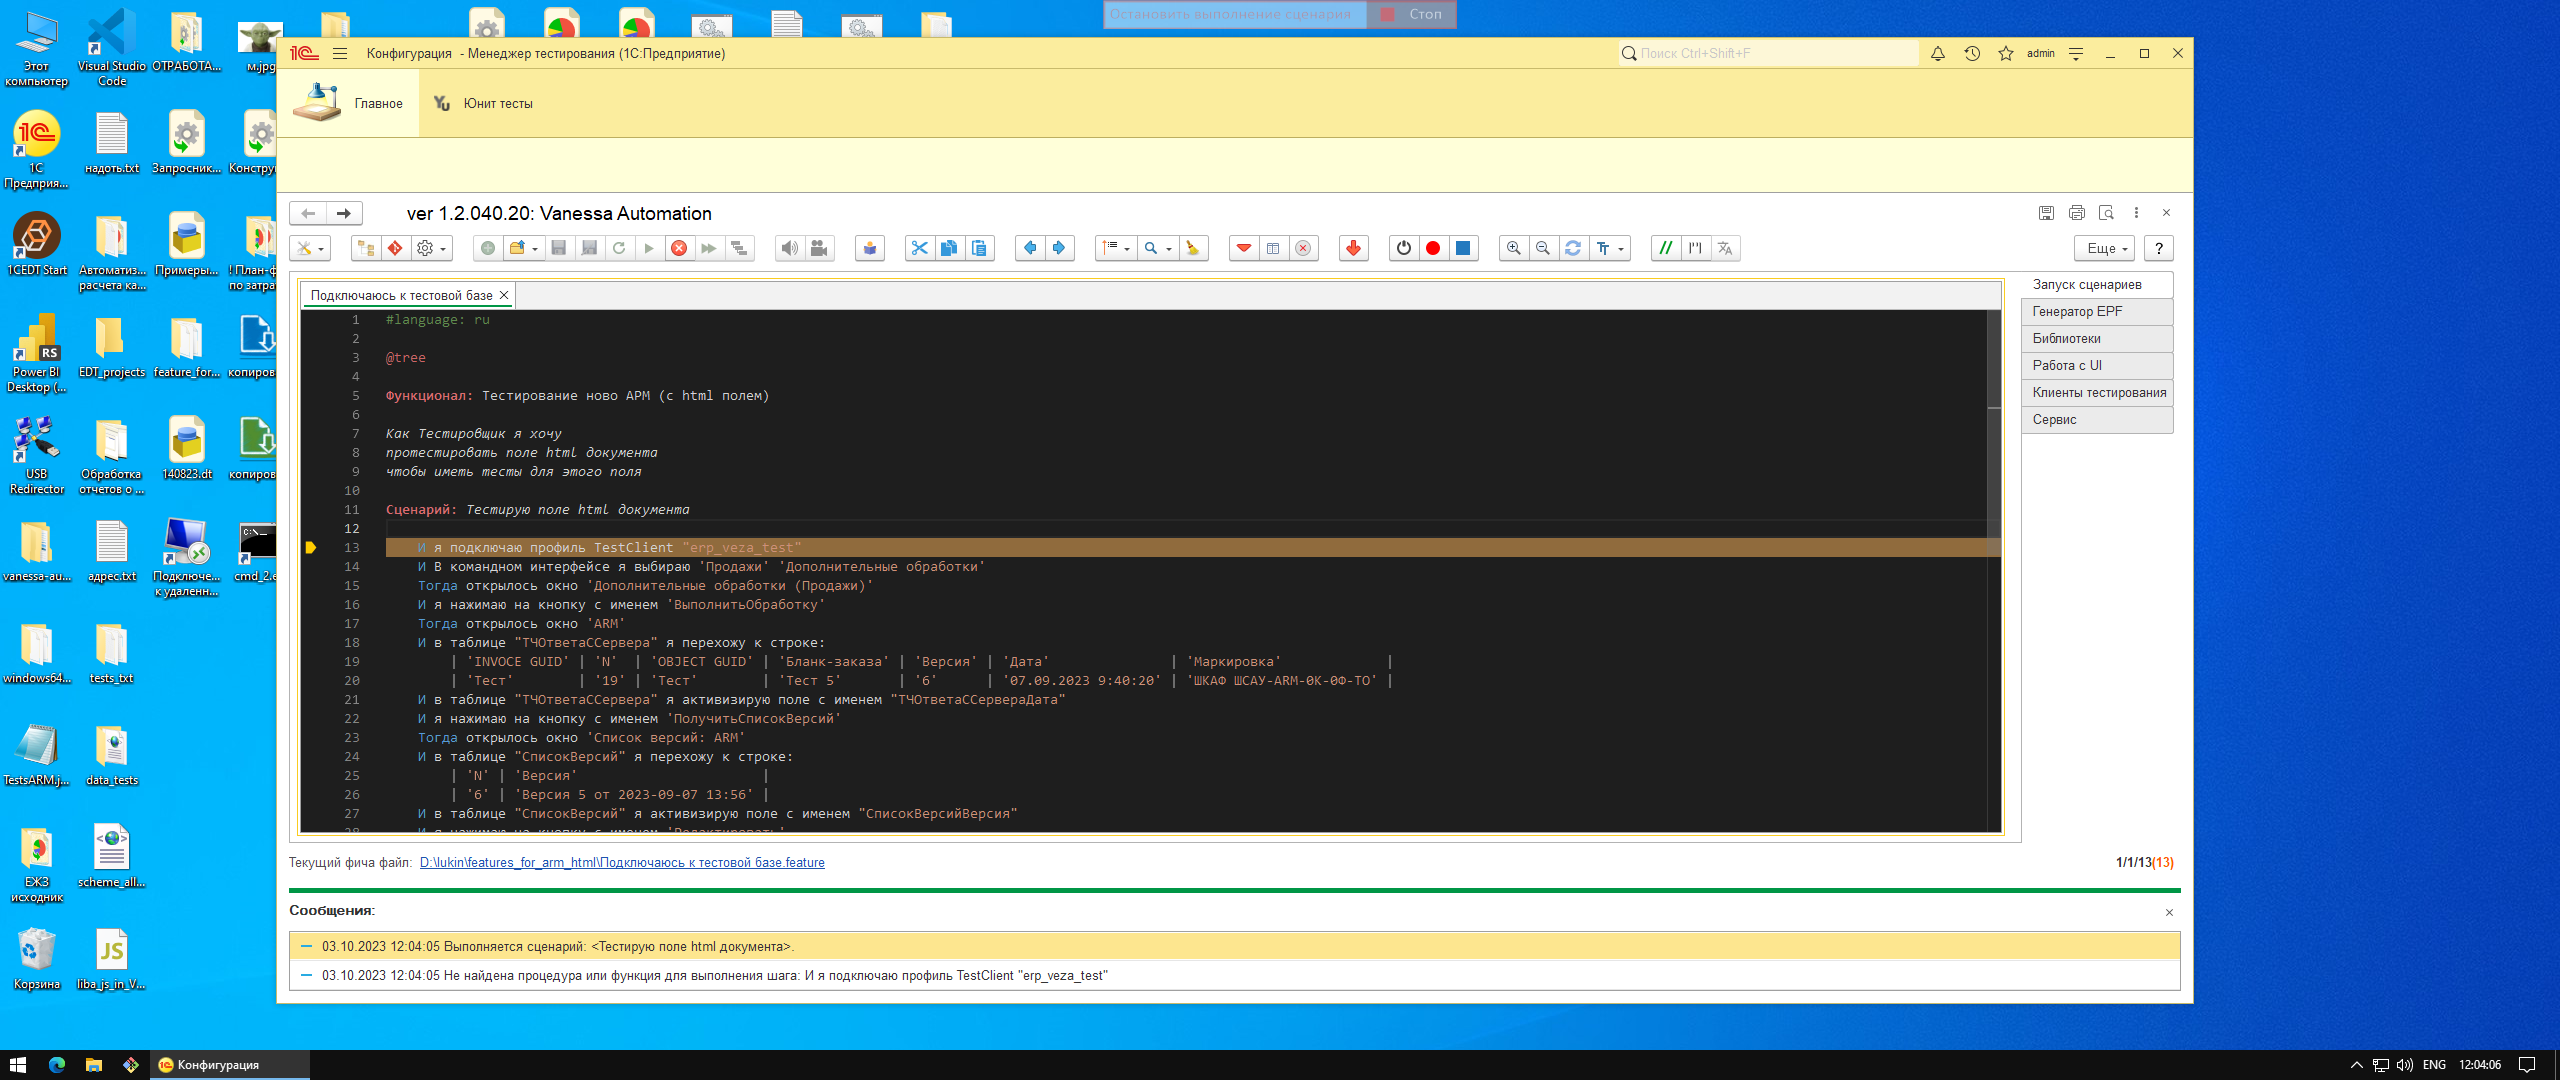 Остановить выполнение сценария
Стоп
Этот компьютер
Visual Studio Code
ОТРАБОТА...
м.jpg
1С Предприя...
надоть.txt
Запросник...
1CEDT Start
Автоматиз... расчета ка...
Примеры...
Power BI Desktop (...
EDT_projects
feature_for...
USB Redirector
Обработка отчетов о ...
140823.dt
vanessa-au...
адрес.txt
Подключе... к удаленн...
windows64...
tests_txt
TestsARM.j...
data_tests
ЕЖЗ исходник
scheme_all...
Корзина
liba_js_in_V...
Конфигурация - Менеджер тестирования (1С:Предприятие)
Поиск Ctrl+Shift+F
admin
Главное
Юнит тесты
ver 1.2.040.20: Vanessa Automation
Еще
?
Подключаюсь к тестовой базе
Запуск сценариев
Генератор EPF
Библиотеки
Работа с UI
Клиенты тестирования
Сервис
1 #language: ru
2
3 @tree
4
5 Функционал: Тестирование ново АРМ (с html полем)
6
7 Как Тестировщик я хочу
8 протестировать поле html документа
9 чтобы иметь тесты для этого поля
10
11 Сценарий: Тестирую поле html документа
12
13 И я подключаю профиль TestClient "erp_veza_test"
14 И В командном интерфейсе я выбираю 'Продажи' 'Дополнительные обработки'
15 Тогда открылось окно 'Дополнительные обработки (Продажи)'
16 И я нажимаю на кнопку с именем 'ВыполнитьОбработку'
17 Тогда открылось окно 'ARM'
18 И в таблице "ТЧОтветаССервера" я перехожу к строке:
19 | 'INVOCE GUID' | 'N' | 'OBJECT GUID' | 'Бланк-заказа' | 'Версия' | 'Дата' | 'Маркировка' |
20 | 'Тест' | '19' | 'Тест' | 'Тест 5' | '6' | '07.09.2023 9:40:20' | 'ШКАФ ШСАУ-ARM-0К-0Ф-ТО' |
21 И в таблице "ТЧОтветаССервера" я активизирую поле с именем "ТЧОтветаССервераДата"
22 И я нажимаю на кнопку с именем 'ПолучитьСписокВерсий'
23 Тогда открылось окно 'Список версий: ARM'
24 И в таблице "СписокВерсий" я перехожу к строке:
25 | 'N' | 'Версия' |
26 | '6' | 'Версия 5 от 2023-09-07 13:56' |
27 И в таблице "СписокВерсий" я активизирую поле с именем "СписокВерсийВерсия"
28 И я нажимаю на кнопку с именем 'Редактировать'
Текущий фича файл: D:\lukin\features_for_arm_html\Подключаюсь к тестовой базе.feature
1/1/13(13)
Сообщения:
03.10.2023 12:04:05 Выполняется сценарий: <Тестирую поле html документа>.
03.10.2023 12:04:05 Не найдена процедура или функция для выполнения шага: И я подключаю профиль TestClient "erp_veza_test"
Конфигурация
ENG
12:04:06